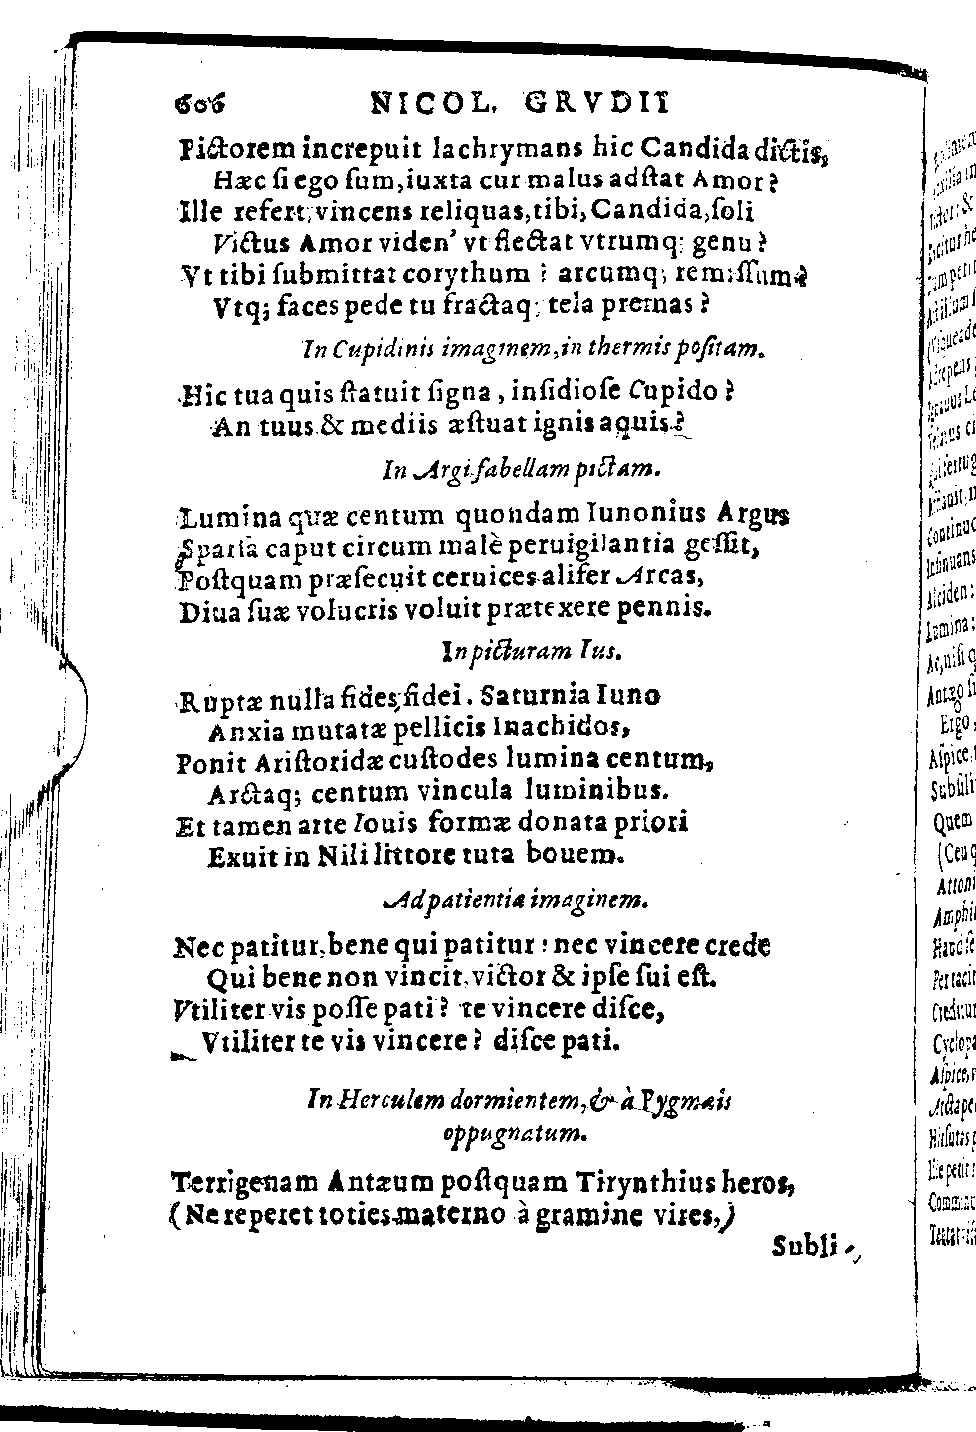 606 NICOL. GRVDII
Pictorem increpuit lachrymans hic Candida dictis,
Hæc ſi ego ſum, iuxta cur malus adſtat Amor?
Ille refert, vincens reliquas, tibi, Candida, ſoli
Victus Amor viden' vt flectat vtrumq; genu?
Vt tibi ſubmittat corythum? arcumq; remiſſum?
Vtq; faces pede tu fractaq; tela premas?
In Cupidinis imaginem, in thermis poſitam.
Hic tua quis ſtatuit ſigna, inſidioſe Cupido?
An tuus & mediis æſtuat ignis aquis?
In Argi fabellam pictam.
Lumina quæ centum quondam Iunonius Argus
Sparſa caput circum malè peruigilantia geſſit,
Poſtquam præſecuit ceruices alifer Arcas,
Diua ſuæ volucris voluit prætexere pennis.
In picturam Ius.
Ruptæ nulla fides fidei. Saturnia Iuno
Anxia mutatæ pellicis Inachidos,
Ponit Ariſtoridæ cuſtodes lumina centum,
Arctaq; centum vincula luminibus.
Et tamen arte Iouis formæ donata priori
Exuit in Nili littore tuta bouem.
Ad patientiæ imaginem.
Nec patitur, bene qui patitur: nec vincere crede
Qui bene non vincit, victor & ipſe ſui eſt.
Vtiliter vis poſſe pati? te vincere diſce,
Vtiliter te vis vincere? diſce pati.
In Herculem dormientem, & à Pygmæis
oppugnatum.
Terrigenam Antæum poſtquam Tirynthius heros,
(Ne reperet toties materno à gramine vires,)
Subli-